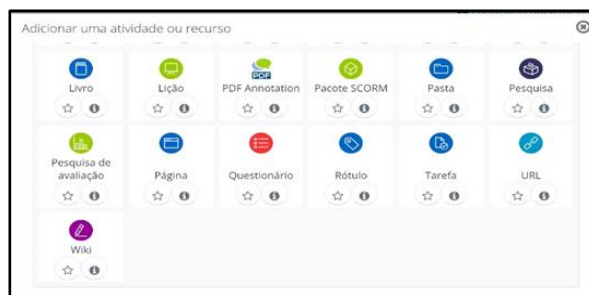 Adicionar uma atividade ou recurso
Livro
Lição
PDF
PDF Annotation
Pacote SCORM
Pasta
Pesquisa
Pesquisa de
avaliação
Página
Questionário
Rótulo
Tarefa
URL
Wiki